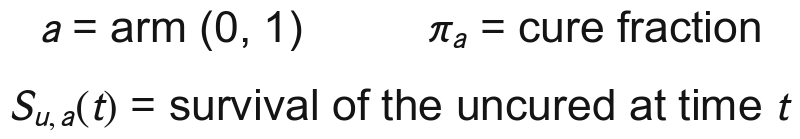 a = arm (0, 1) πₐ = cure fraction
Sᵤ,ₐ(t) = survival of the uncured at time t